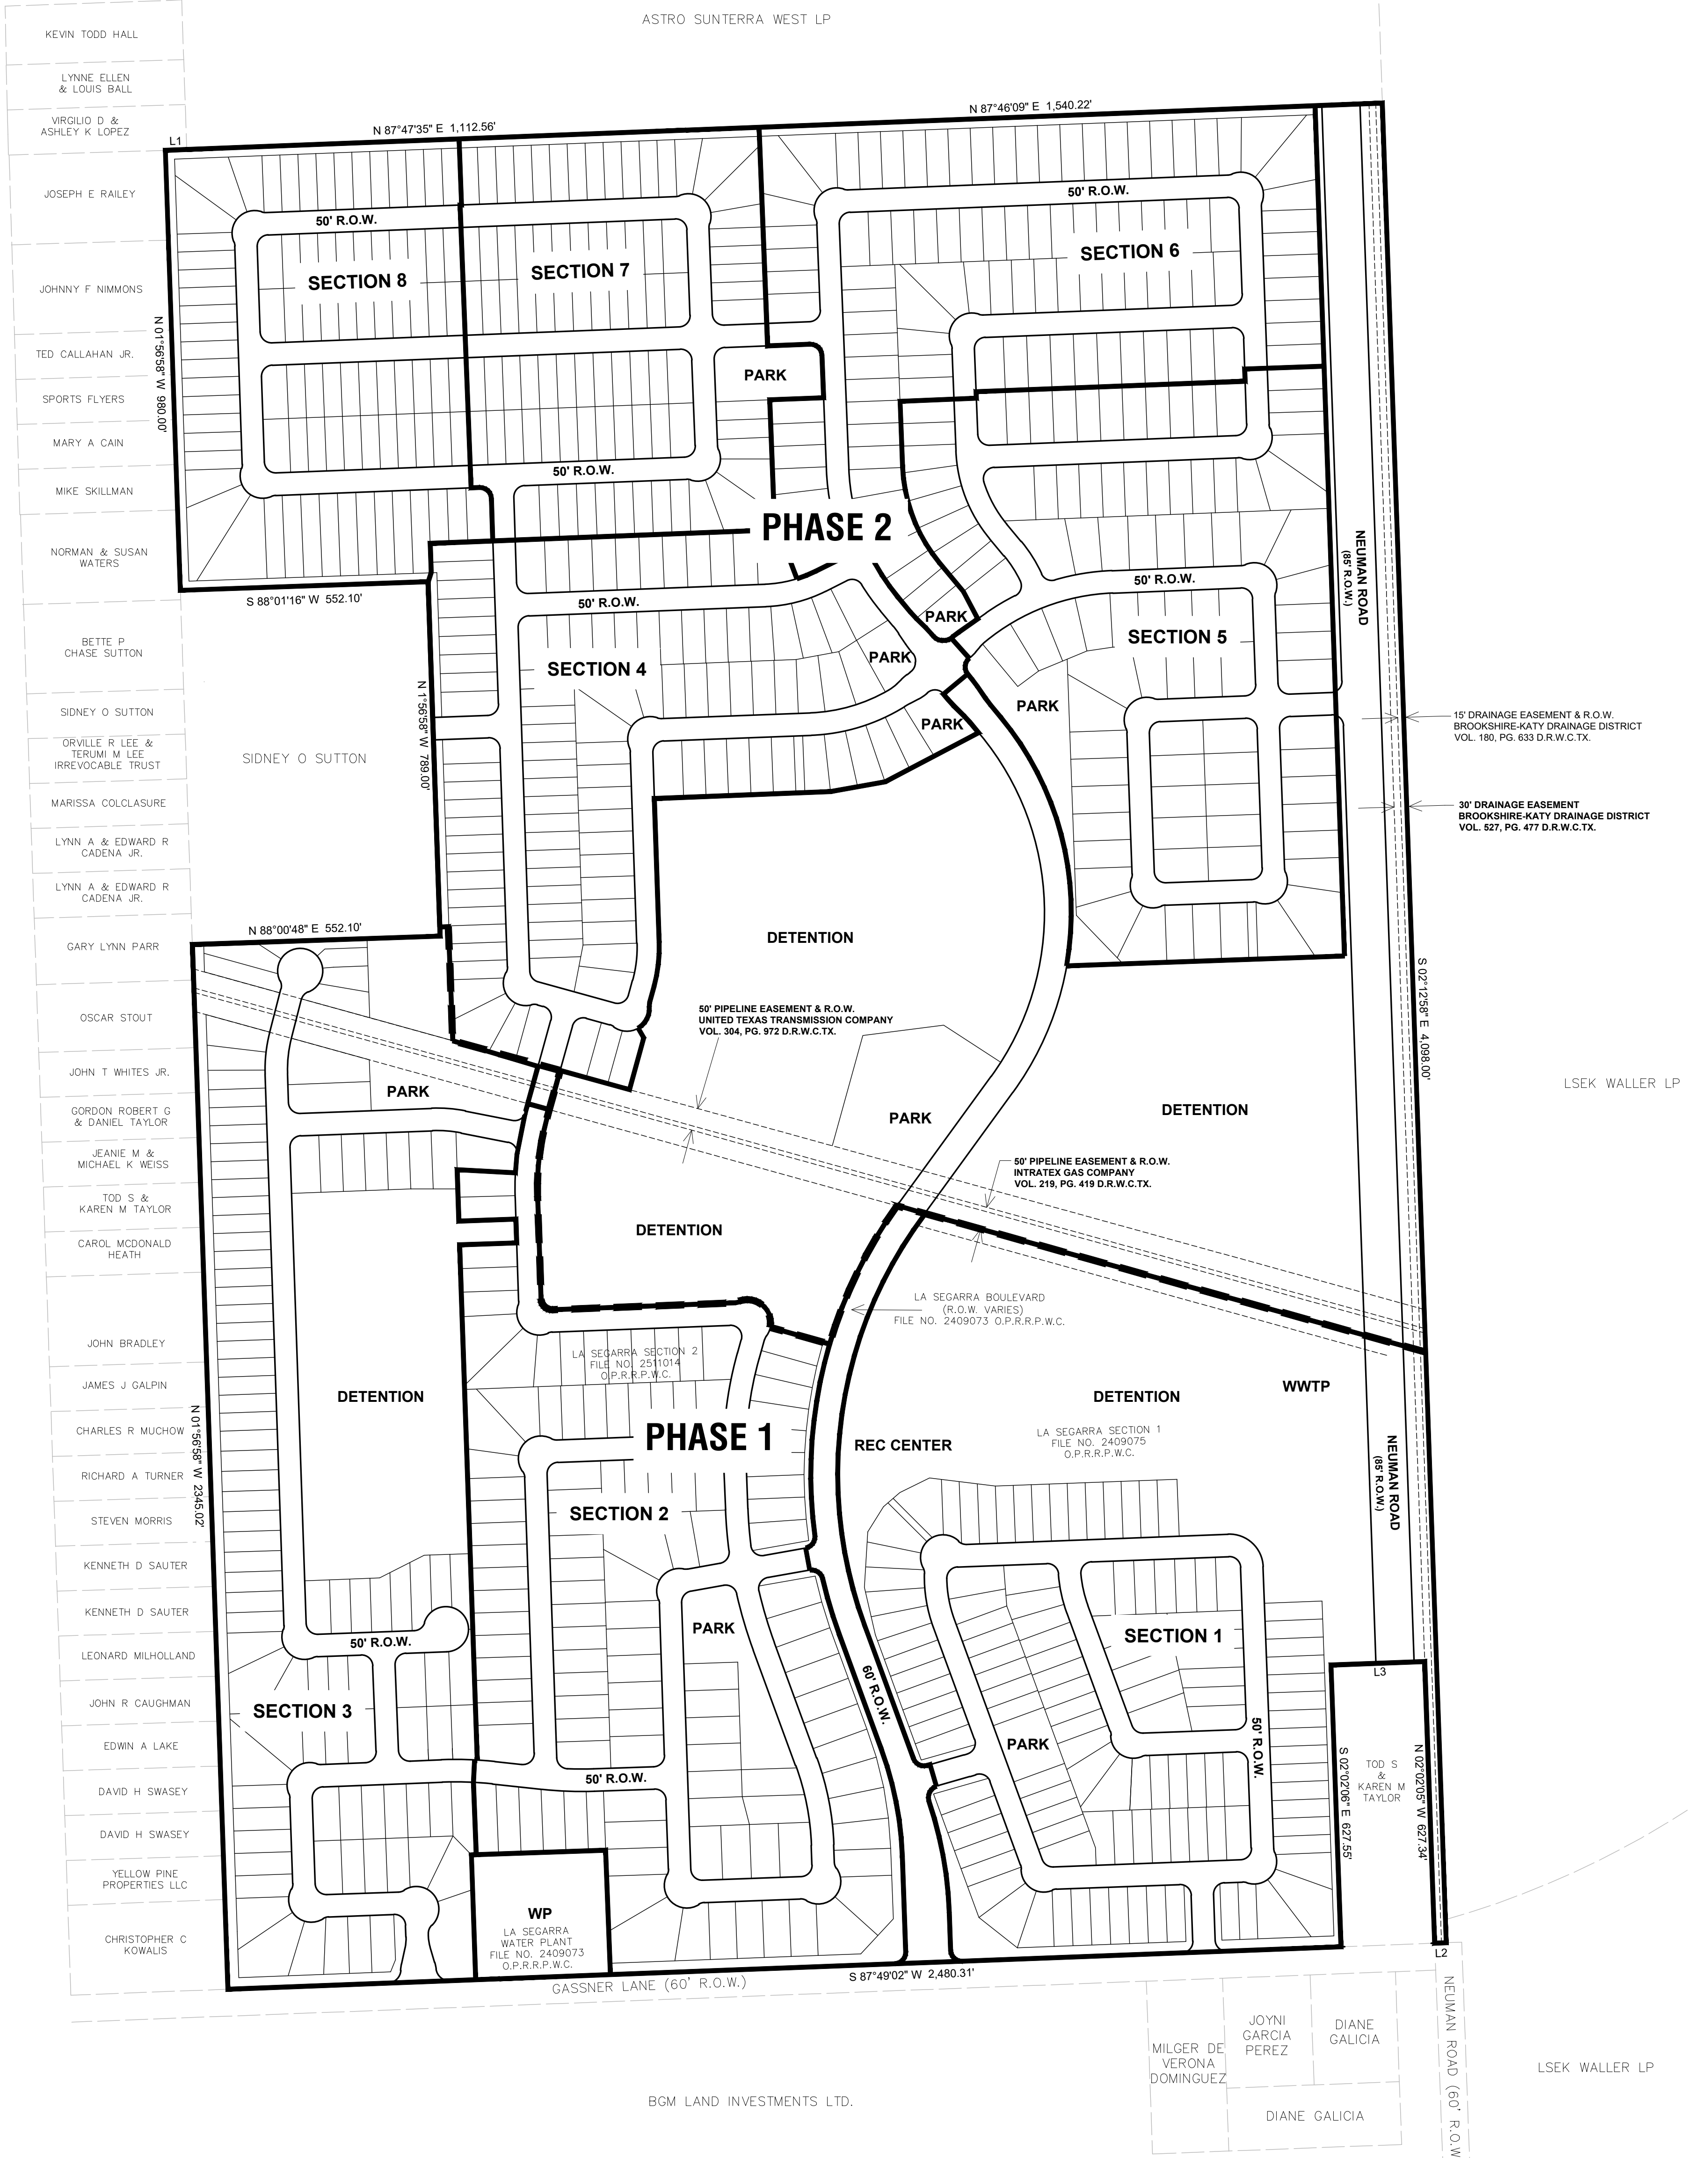 ASTRO SUNTERRA WEST LP
KEVIN TODD HALL
LYNNE ELLEN
& LOUIS BALL
VIRGILIO D &
ASHLEY K LOPEZ
JOSEPH E RAILEY
JOHNNY F NIMMONS
TED CALLAHAN JR.
SPORTS FLYERS
MARY A CAIN
MIKE SKILLMAN
NORMAN & SUSAN
WATERS
BETTE P
CHASE SUTTON
SIDNEY O SUTTON
ORVILLE R LEE &
TERUMI M LEE
IRREVOCABLE TRUST
MARISSA COLCLASURE
LYNN A & EDWARD R
CADENA JR.
LYNN A & EDWARD R
CADENA JR.
GARY LYNN PARR
OSCAR STOUT
JOHN T WHITES JR.
GORDON ROBERT G
& DANIEL TAYLOR
JEANIE M &
MICHAEL K WEISS
TOD S &
KAREN M TAYLOR
CAROL MCDONALD
HEATH
JOHN BRADLEY
JAMES J GALPIN
CHARLES R MUCHOW
RICHARD A TURNER
STEVEN MORRIS
KENNETH D SAUTER
KENNETH D SAUTER
LEONARD MILHOLLAND
JOHN R CAUGHMAN
EDWIN A LAKE
DAVID H SWASEY
DAVID H SWASEY
YELLOW PINE
PROPERTIES LLC
CHRISTOPHER C
KOWALIS
L1
N 87°47'35" E 1,112.56'
N 87°46'09" E 1,540.22'
50' R.O.W.
50' R.O.W.
SECTION 8
SECTION 7
SECTION 6
N 01°56'58" W 980.00'
PARK
50' R.O.W.
PHASE 2
NEUMAN ROAD
(85' R.O.W.)
S 88°01'16" W 552.10'
50' R.O.W.
50' R.O.W.
PARK
SECTION 4
PARK
SECTION 5
PARK
PARK
N 1°56'58" W 789.00'
SIDNEY O SUTTON
15' DRAINAGE EASEMENT & R.O.W.
BROOKSHIRE-KATY DRAINAGE DISTRICT
VOL. 180, PG. 633 D.R.W.C.TX.
30' DRAINAGE EASEMENT
BROOKSHIRE-KATY DRAINAGE DISTRICT
VOL. 527, PG. 477 D.R.W.C.TX.
N 88°00'48" E 552.10'
DETENTION
S 02°12'58" E 4,098.00'
50' PIPELINE EASEMENT & R.O.W.
UNITED TEXAS TRANSMISSION COMPANY
VOL. 304, PG. 972 D.R.W.C.TX.
PARK
PARK
DETENTION
LSEK WALLER LP
50' PIPELINE EASEMENT & R.O.W.
INTRATEX GAS COMPANY
VOL. 219, PG. 419 D.R.W.C.TX.
DETENTION
LA SEGARRA BOULEVARD
(R.O.W. VARIES)
FILE NO. 2409073 O.P.R.R.P.W.C.
LA SEGARRA SECTION 2
FILE NO. 2511014
O.P.R.R.P.W.C.
DETENTION
DETENTION
WWTP
N 01°56'58" W 2345.02'
PHASE 1
REC CENTER
LA SEGARRA SECTION 1
FILE NO. 2409075
O.P.R.R.P.W.C.
NEUMAN ROAD
(85' R.O.W.)
SECTION 2
PARK
SECTION 1
50' R.O.W.
L3
SECTION 3
60' R.O.W.
PARK
50' R.O.W.
50' R.O.W.
S 02°02'06" E 627.55'
TOD S
&
KAREN M
TAYLOR
N 02°02'05" W 627.34'
WP
LA SEGARRA
WATER PLANT
FILE NO. 2409073
O.P.R.R.P.W.C.
L2
GASSNER LANE (60' R.O.W.)
S 87°49'02" W 2,480.31'
NEUMAN ROAD (60' R.O.W
MILGER DE
VERONA
DOMINGUEZ
JOYNI
GARCIA
PEREZ
DIANE
GALICIA
DIANE GALICIA
BGM LAND INVESTMENTS LTD.
LSEK WALLER LP